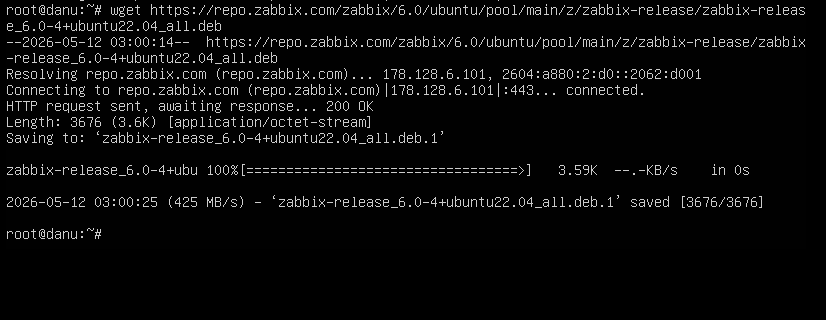 root@danu:~# wget https://repo.zabbix.com/zabbix/6.0/ubuntu/pool/main/z/zabbix-release/zabbix-releas
e_6.0-4+ubuntu22.04_all.deb
--2026-05-12 03:00:14--  https://repo.zabbix.com/zabbix/6.0/ubuntu/pool/main/z/zabbix-release/zabbix
-release_6.0-4+ubuntu22.04_all.deb
Resolving repo.zabbix.com (repo.zabbix.com)... 178.128.6.101, 2604:a880:2:d0::2062:d001
Connecting to repo.zabbix.com (repo.zabbix.com)|178.128.6.101|:443... connected.
HTTP request sent, awaiting response... 200 OK
Length: 3676 (3.6K) [application/octet-stream]
Saving to: ‘zabbix-release_6.0-4+ubuntu22.04_all.deb.1’
zabbix-release_6.0-4+ubu 100%[==================================>]   3.59K  --.-KB/s    in 0s
2026-05-12 03:00:25 (425 MB/s) - ‘zabbix-release_6.0-4+ubuntu22.04_all.deb.1’ saved [3676/3676]
root@danu:~#